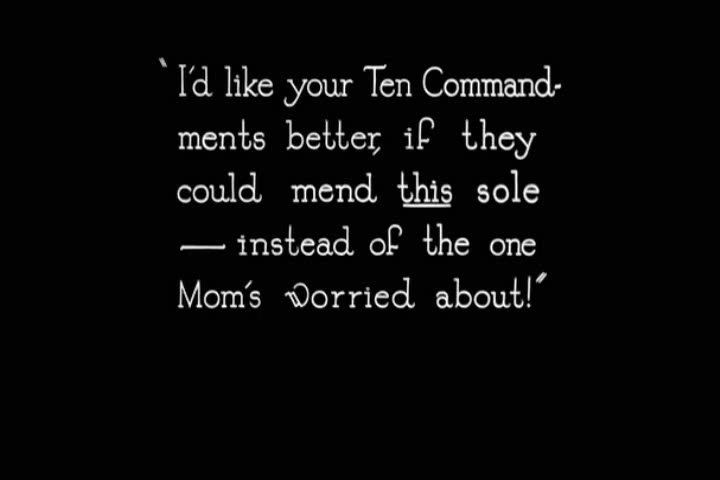 "I'd like your Ten Command-
ments better, if they
could mend this sole
— instead of the one
Mom's worried about!"